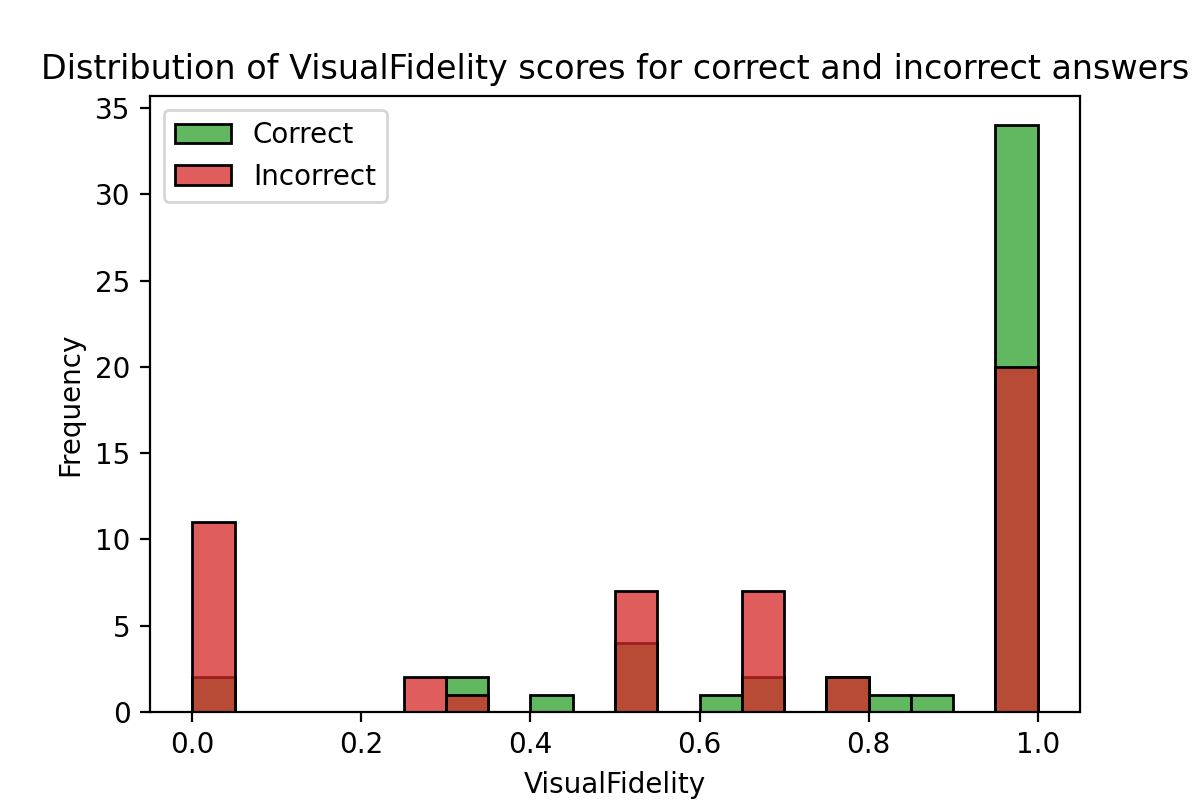 Distribution of VisualFidelity scores for correct and incorrect answers
Correct
Incorrect
35
30
25
20
15
10
5
0
Frequency
0.0 0.2 0.4 0.6 0.8 1.0
VisualFidelity